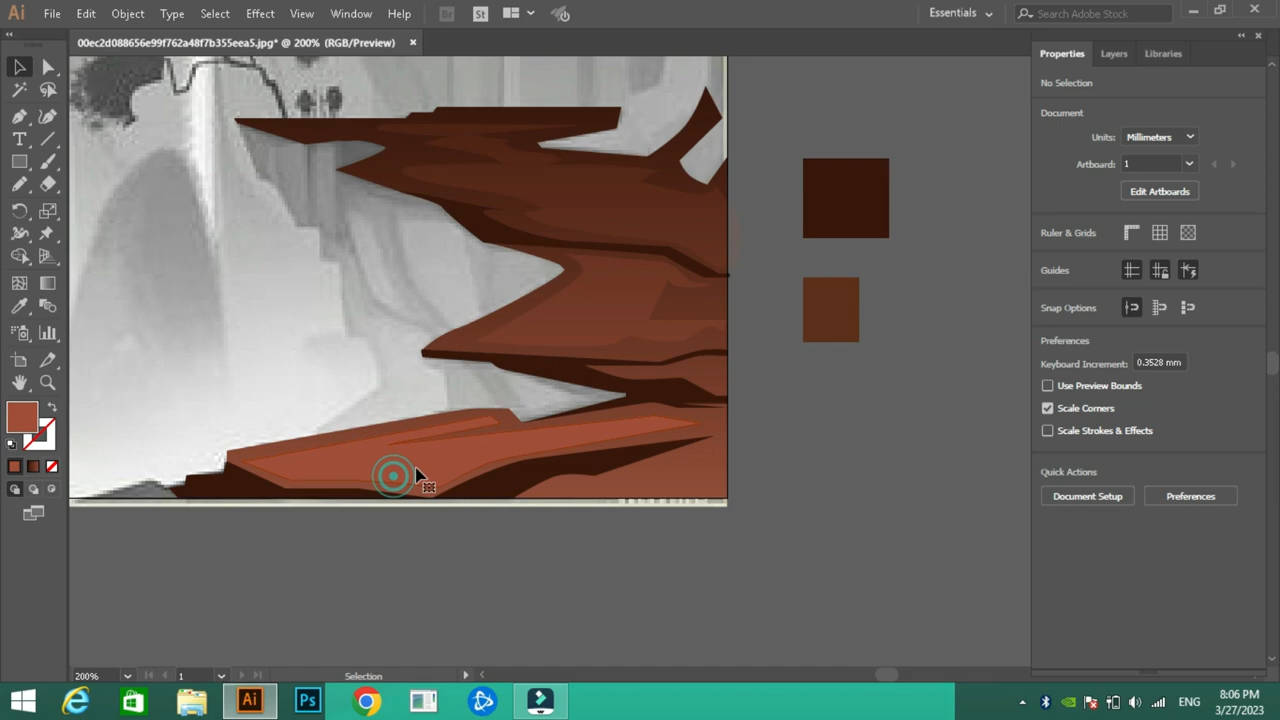 Ai File Edit Object Type Select Effect View Window Help Br St Essentials Search Adobe Stock
00ec2d088656e99f762a48f7b355eea5.jpg* @ 200% (RGB/Preview)
Properties Layers Libraries
No Selection
Document
Units: Millimeters
Artboard: 1
Edit Artboards
Ruler & Grids
Guides
Snap Options
Preferences
Keyboard Increment: 0.3528 mm
Use Preview Bounds
Scale Corners
Scale Strokes & Effects
Quick Actions
Document Setup Preferences
200% 1 Selection
Ai Ps ENG
8:06 PM
3/27/2023